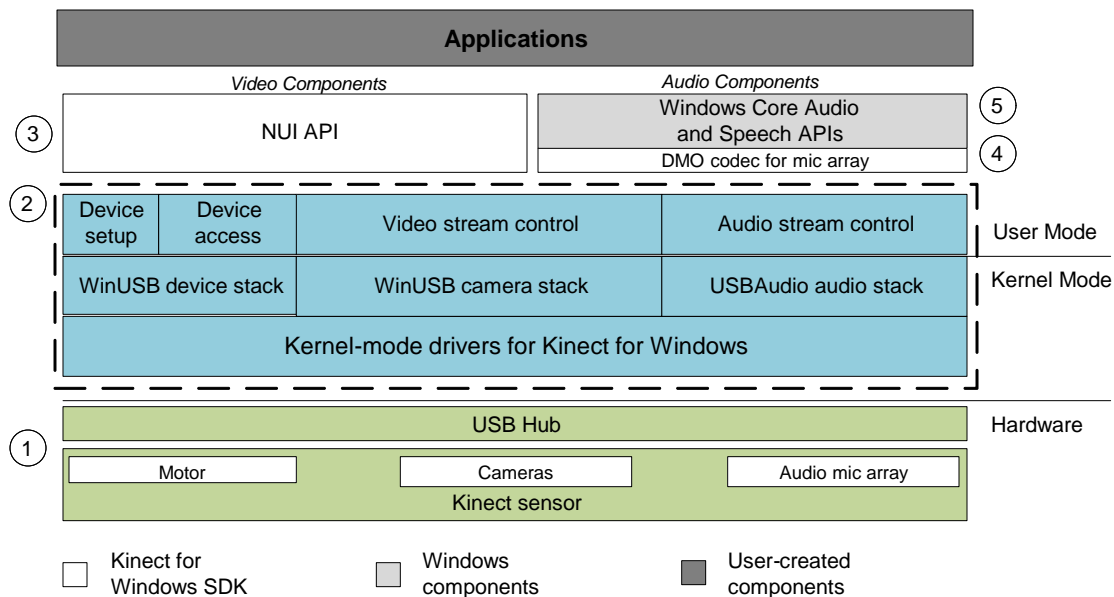 Applications
Video Components
Audio Components
3
NUI API
Windows Core Audio
and Speech APIs
5
DMO codec for mic array
4
2
Device
setup
Device
access
Video stream control
Audio stream control
User Mode
WinUSB device stack
WinUSB camera stack
USBAudio audio stack
Kernel Mode
Kernel-mode drivers for Kinect for Windows
USB Hub
Hardware
1
Motor
Cameras
Audio mic array
Kinect sensor
Kinect for
Windows SDK
Windows
components
User-created
components